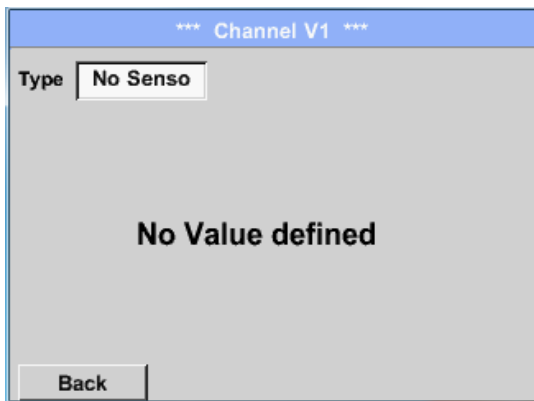 *** Channel V1 ***
Type No Senso
No Value defined
Back